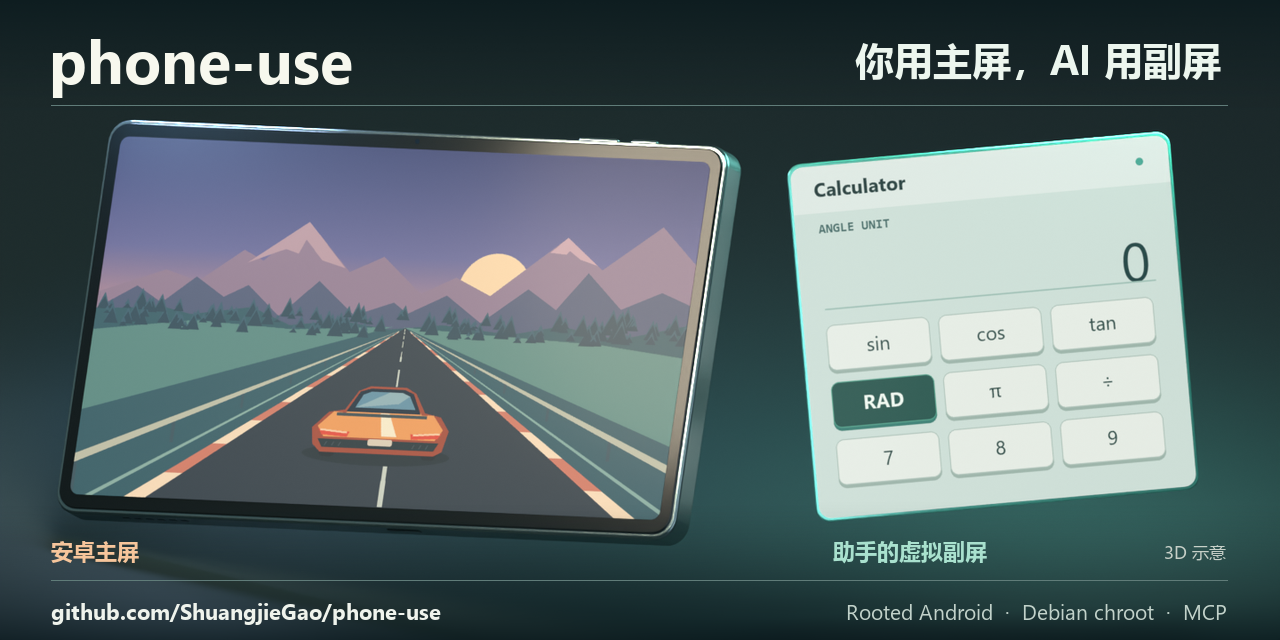 phone-use
你用主屏，AI 用副屏
Calculator
ANGLE UNIT
0
sin cos tan
RAD π ÷
7 8 9
安卓主屏
助手的虚拟副屏
3D 示意
github.com/ShuangjieGao/phone-use
Rooted Android · Debian chroot · MCP